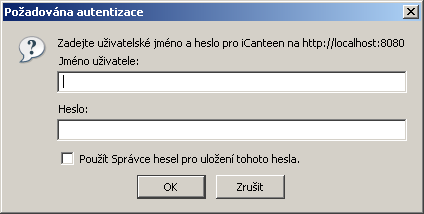 Požadována autentizace
Zadejte uživatelské jméno a heslo pro iCanteen na http://localhost:8080
Jméno uživatele:
Heslo:
Použít Správce hesel pro uložení tohoto hesla.
OK Zrušit